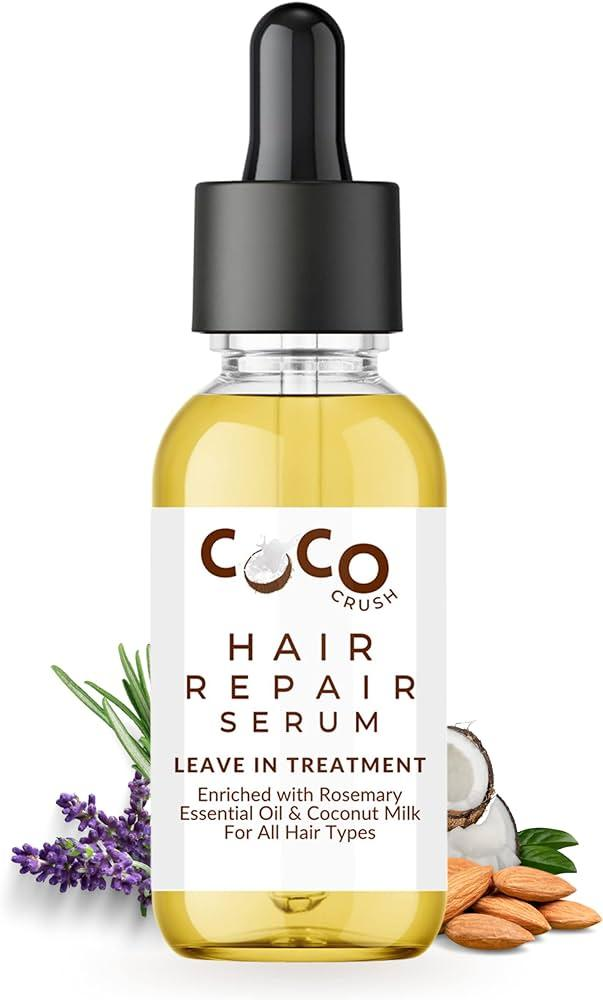 COCO
CRUSH
HAIR
REPAIR
SERUM
LEAVE IN TREATMENT
Enriched with Rosemary
Essential Oil & Coconut Milk
For All Hair Types